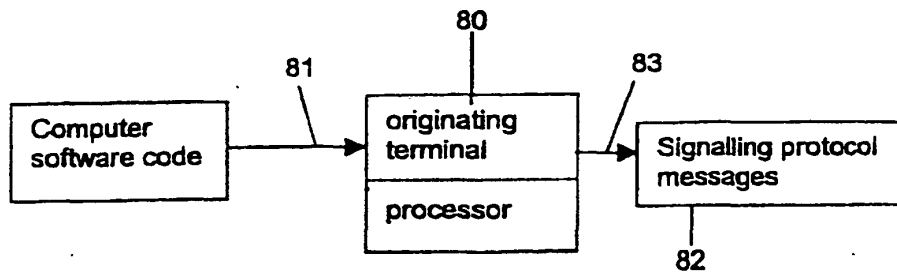 80
81
83
Computer
software code
originating
terminal
processor
Signalling protocol
messages
82